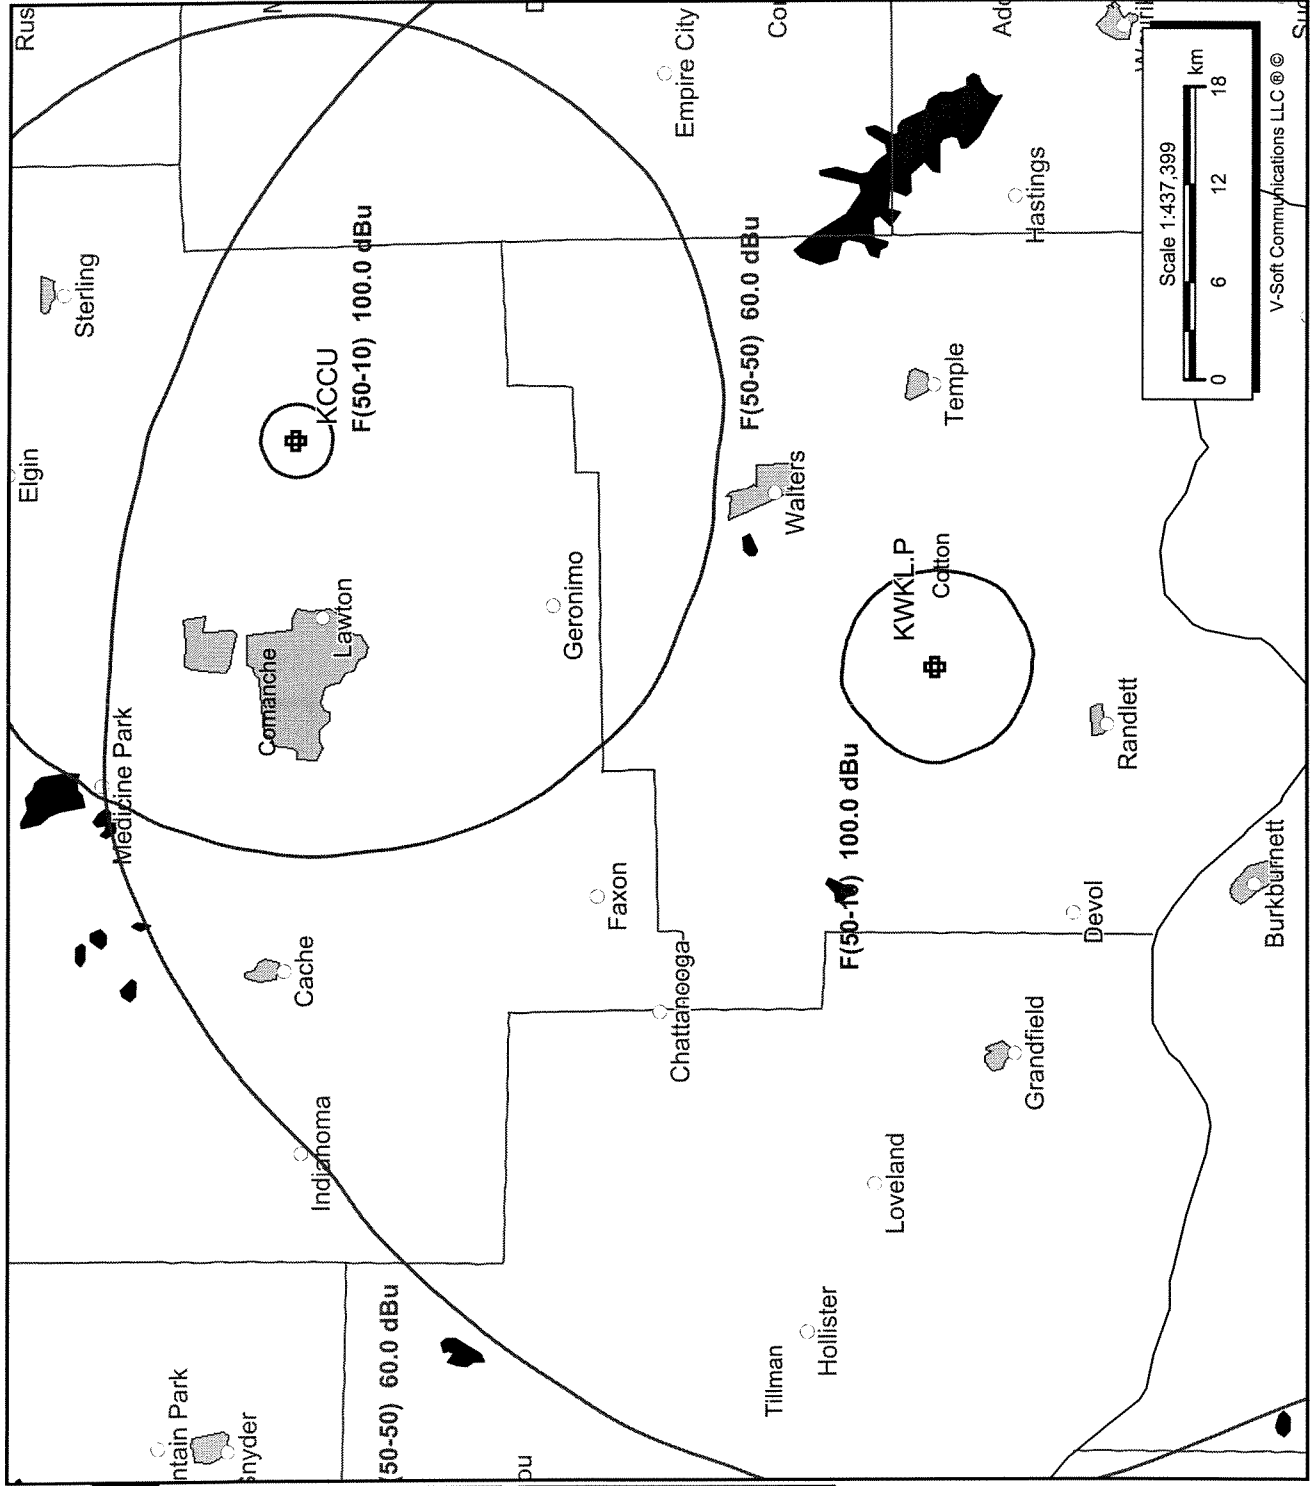 Rus
Elgin
Sterling
Medicine Park
Comanche
Lawton
KCCU
F(50-10) 100.0 dBu
Cache
Indiahoma
ntain Park
Snyder
(50-50) 60.0 dBu
Geronimo
Faxon
Chattanooga
Empire City
F(50-50) 60.0 dBu
Walters
KWKL.P
Cotton
Temple
Hastings
F(50-10) 100.0 dBu
Randlett
Devol
Burkburnett
Grandfield
Loveland
Hollister
Tillman
ou
Co
Scale 1:437,399
0 6 12 18 km
V-Soft Communications LLC ® ©